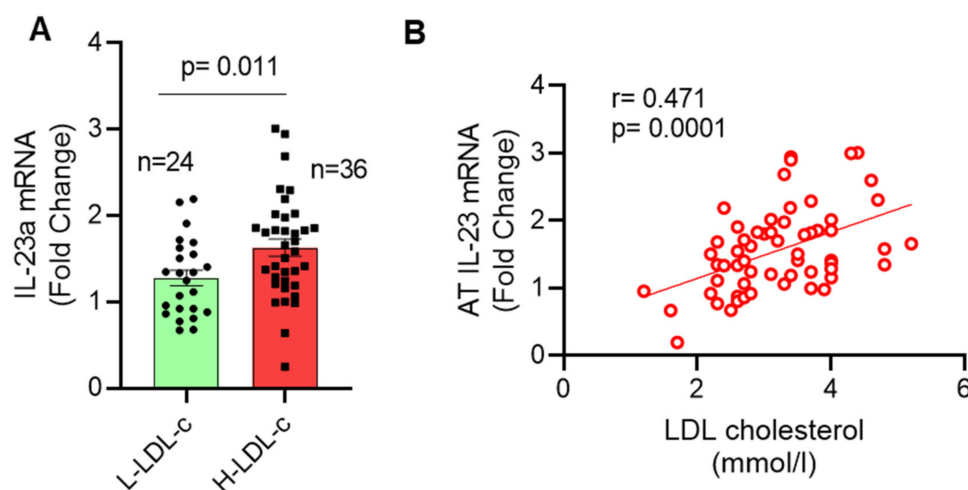 A
IL-23a mRNA
(Fold Change)
4
3
2
1
0
p= 0.011
n=24
n=36
L-LDL-c
H-LDL-c
B
AT IL-23 mRNA
(Fold Change)
4
3
2
1
0
r= 0.471
p= 0.0001
0
2
4
6
LDL cholesterol
(mmol/l)